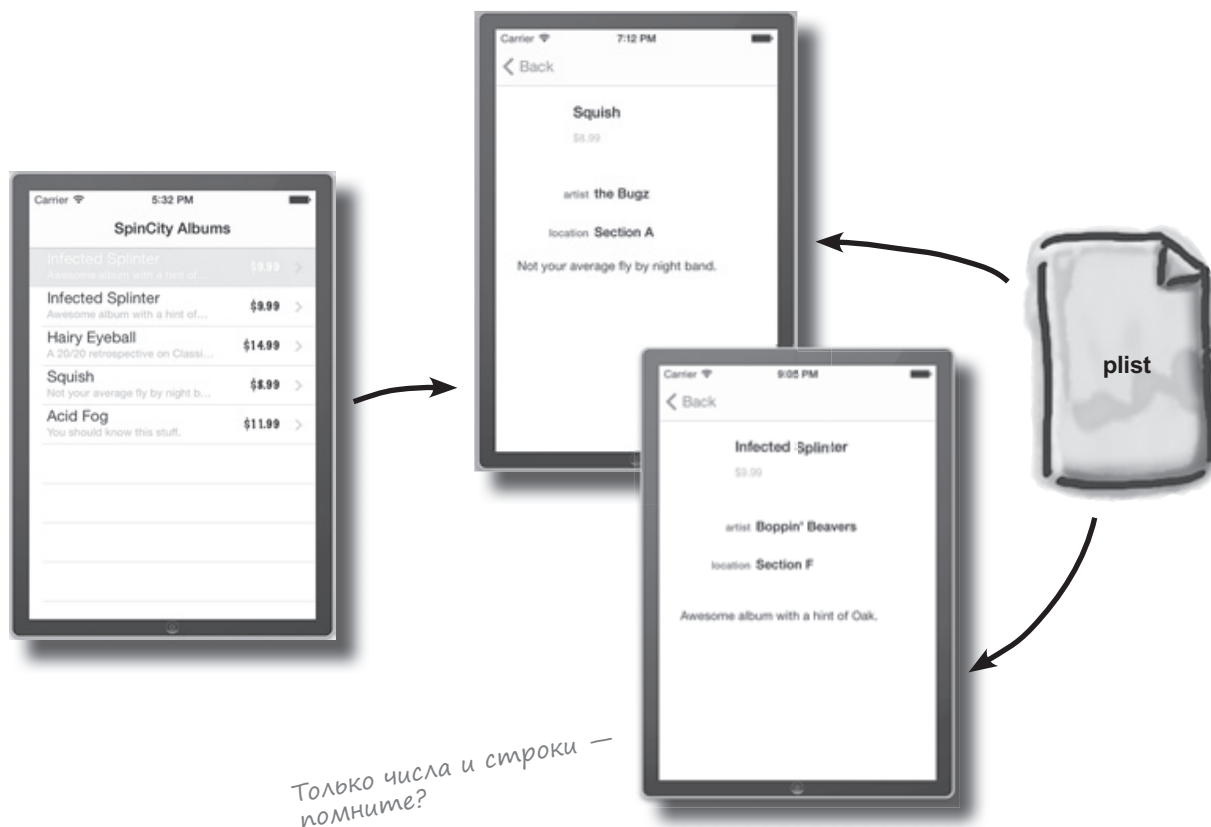 Carrier 5:32 PM
SpinCity Albums
Infected Splinter
Awesome album with a hint of... $9.99
Infected Splinter
Awesome album with a hint of... $9.99
Hairy Eyeball
A 20/20 retrospective on Classi... $14.99
Squish
Not your average fly by night b... $8.99
Acid Fog
You should know this stuff. $11.99
Carrier 7:12 PM
Back
Squish
$8.99
artist the Bugz
location Section A
Not your average fly by night band.
Carrier 9:05 PM
Back
Infected Splinter
$9.99
artist Boppin' Beavers
location Section F
Awesome album with a hint of Oak.
plist
Только числа и строки —
помните?